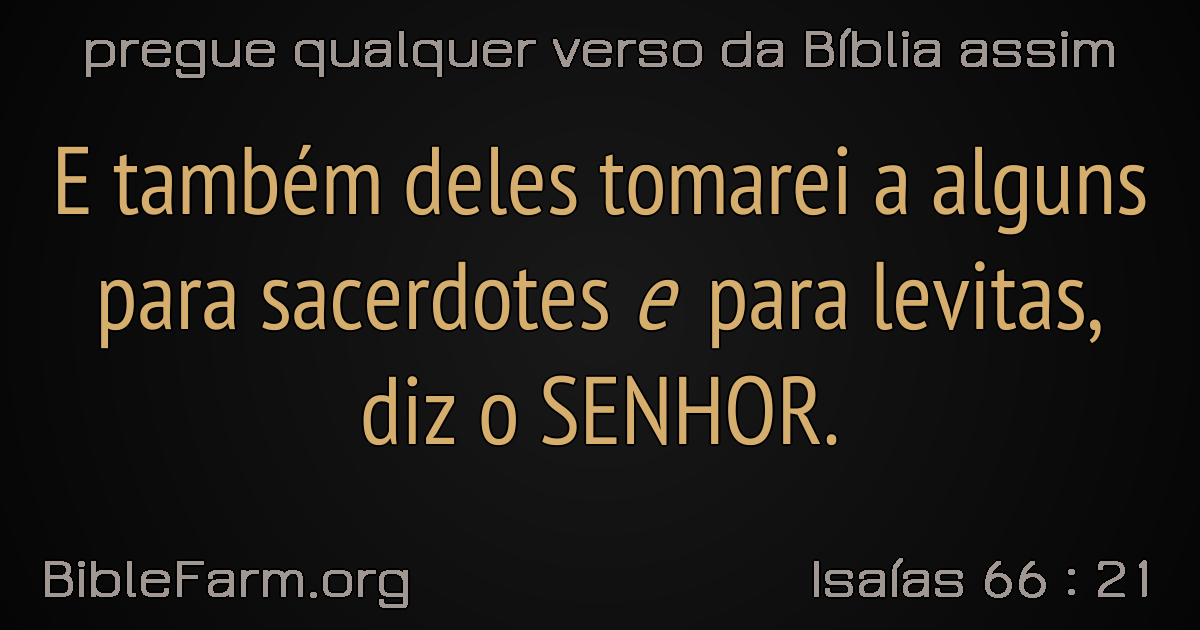 pregue qualquer verso da Bíblia assim
E também deles tomarei a alguns
para sacerdotes e para levitas,
diz o SENHOR.
BibleFarm.org
Isaías 66 : 21